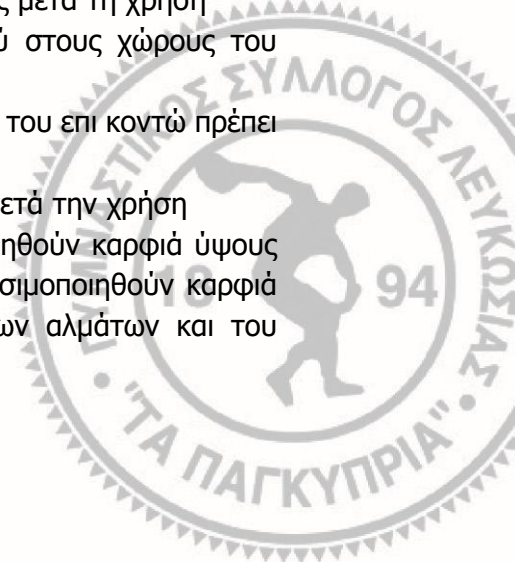 ς μετά τη χρήση
ύ στους χώρους του
του επι κοντώ πρέπει
ετά την χρήση
ηθούν καρφιά ύψους
σιμοποιηθούν καρφιά
ων αλμάτων και του
ΓΥΜΝΑΣΤΙΚΟΣ ΣΥΛΛΟΓΟΣ ΛΕΥΚΩΣΙΑΣ
18 94
"ΤΑ ΠΑΓΚΥΠΡΙΑ"